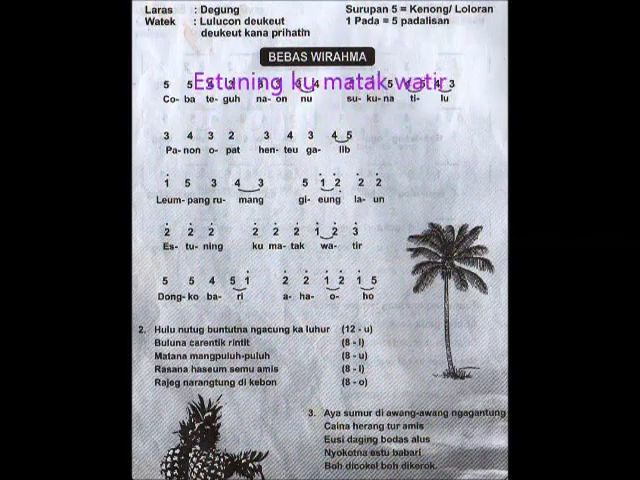 Laras : Degung Surupan 5 = Kenong/ Loloran
Watek : Lulucon deukeut 1 Pada = 5 padalisan
deukeut kana prihatin
BEBAS WIRAHMA
Estuning ku matak watir
5 5 5
Co- ba te- guh na- on nu su- ku- na ti- lu
3 4 3 2 3 4 3 4 5
Pa- non o- pat hen- teu ga- lib
1 5 3 4 3 5 1 2 2 2
Leum- pang ru- mang gi- eung la- un
2 2 2 2 2 2 1 2 3
Es- tu- ning ku ma- tak wa- tir
5 5 4 5 1 2 2 1 2 1 5
Dong- ko ba- ri a- ha- o- ho
2. Hulu nutug buntutna ngacung ka luhur (12 - u)
Buluna carentik rintit (8 - I)
Matana mangpuluh-puluh (8 - u)
Rasana haseum semu amis (8 - I)
Rajeg narangtung di kebon (8 - o)
3. Aya sumur di awang-awang ngagantung
Caina herang tur amis
Eusi daging bodas alus
Nyokotna estu babari
Boh dicokel boh dikerok.